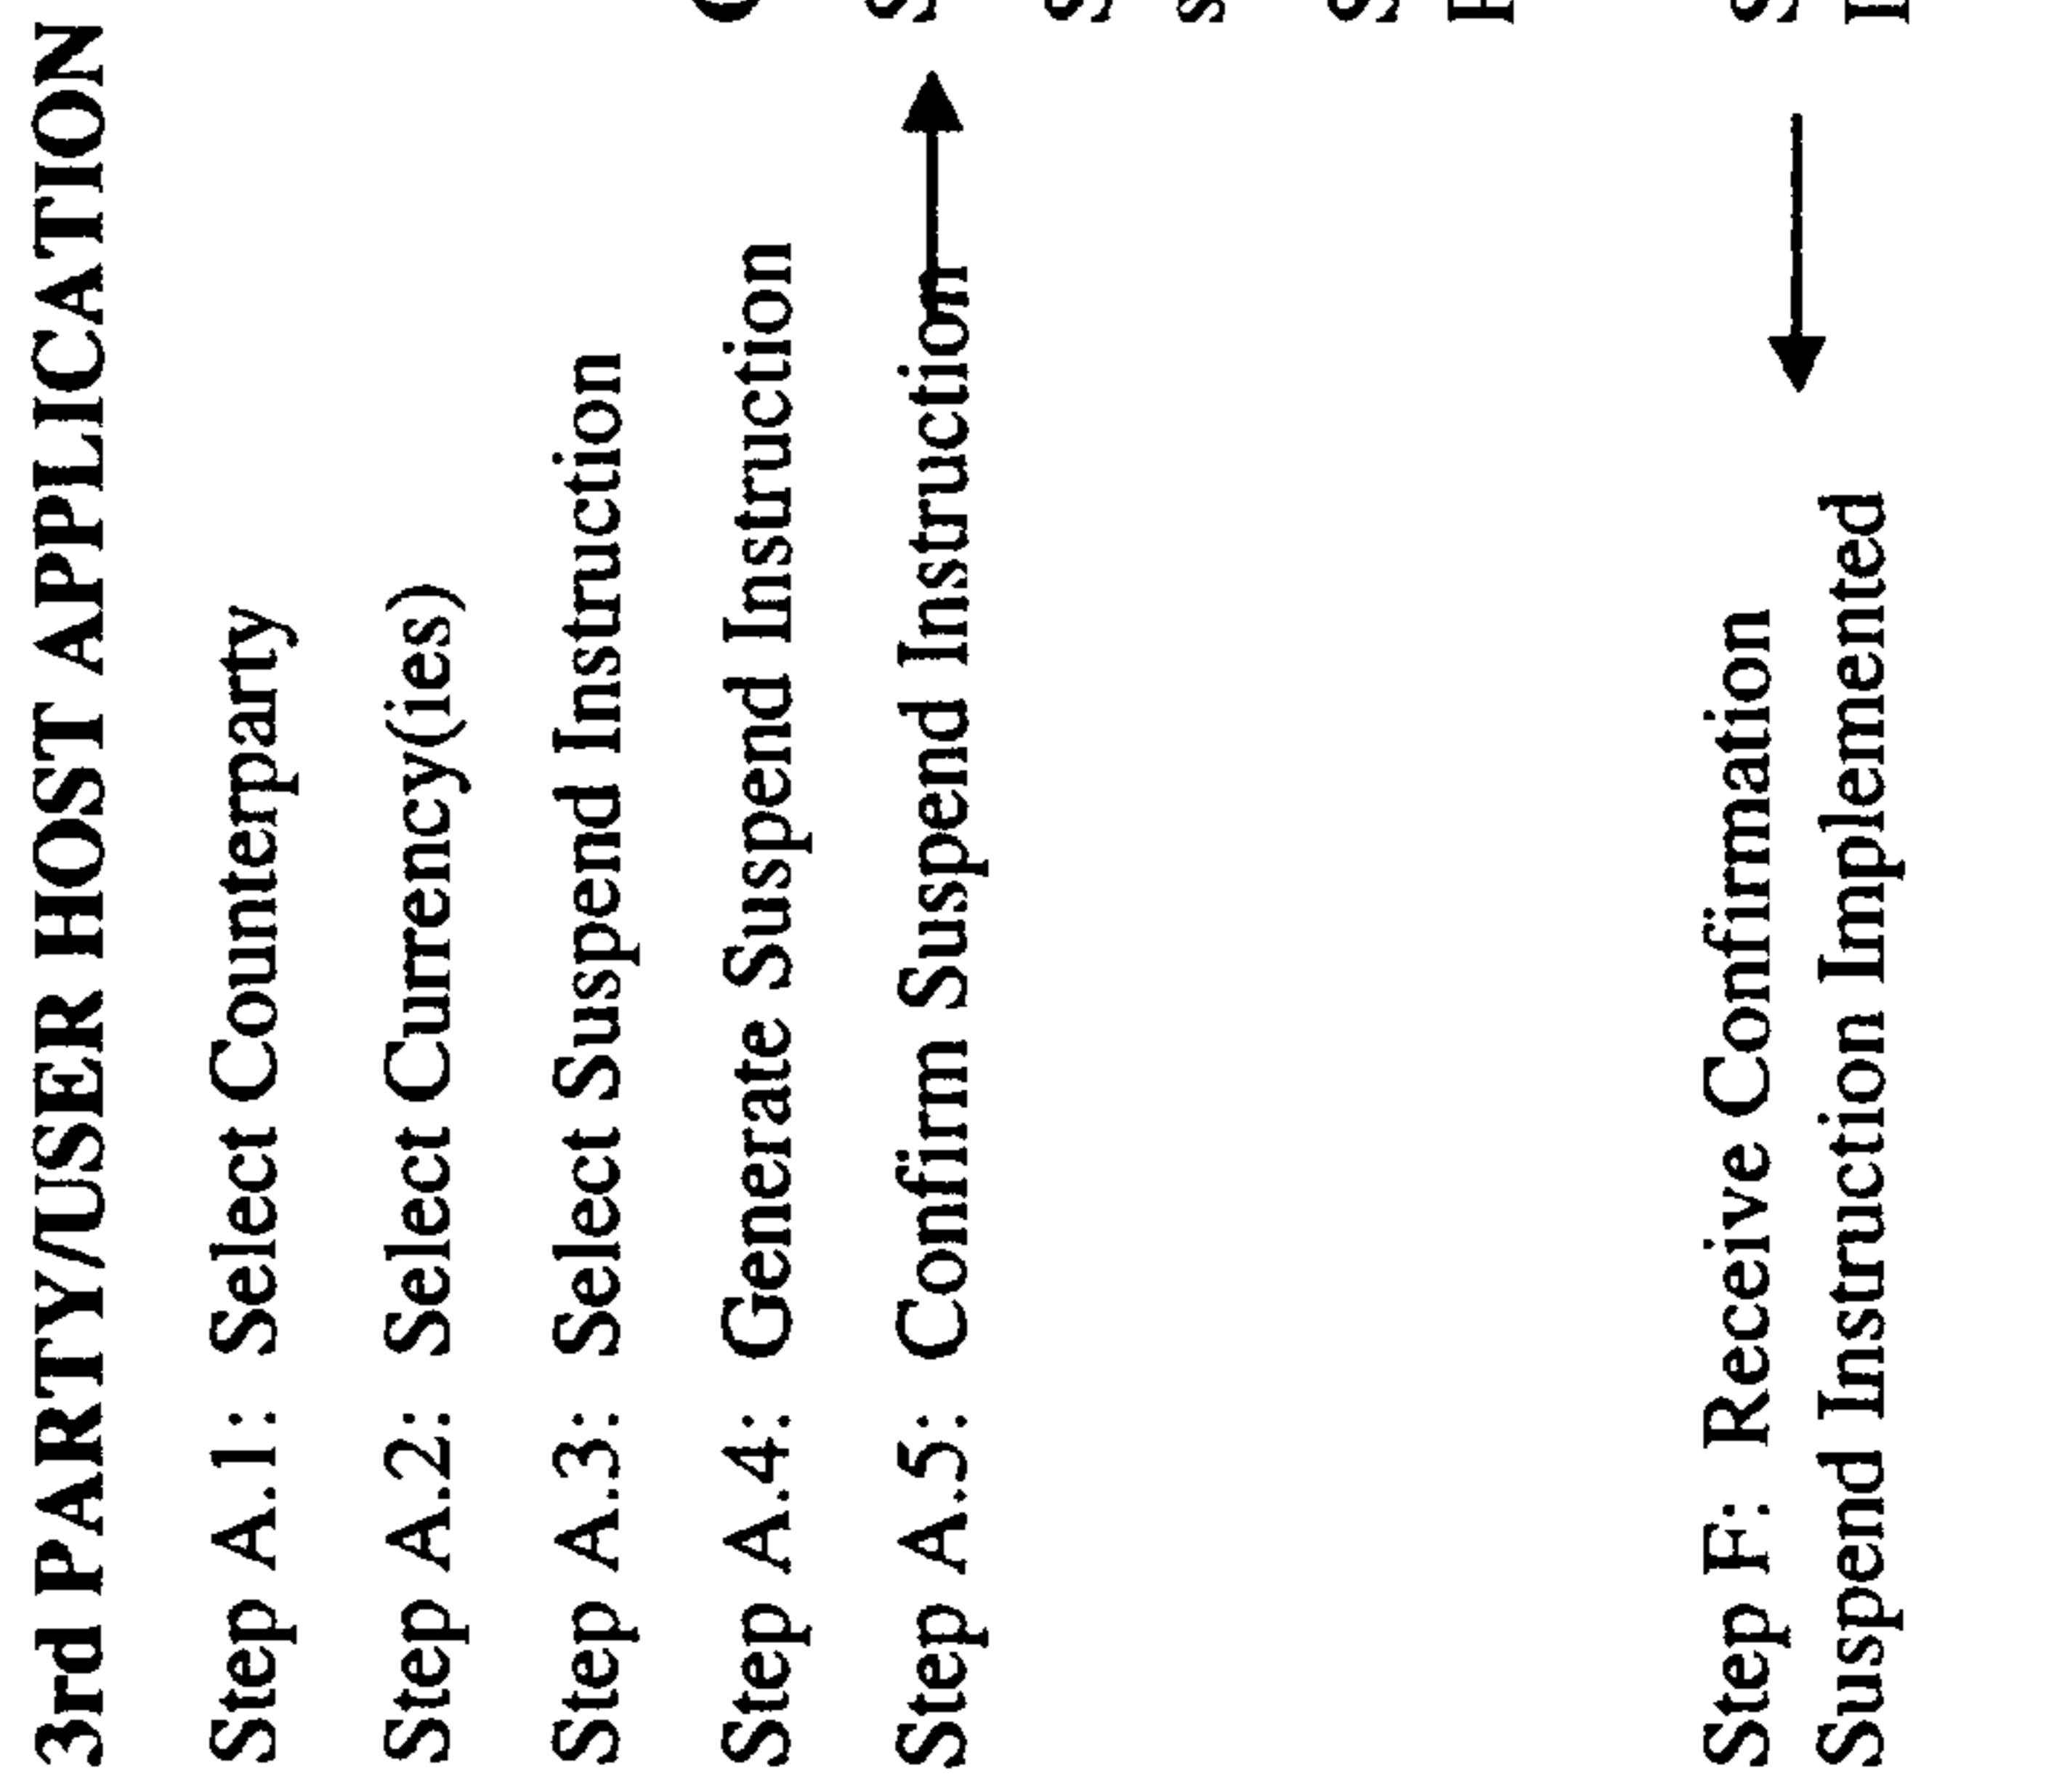 3rd PARTY/USER HOST APPLICATION
Step A.1: Select Counterparty
Step A.2: Select Currency(ies)
Step A.3: Select Suspend Instruction
Step A.4: Generate Suspend Instruction
Step A.5: Confirm Suspend Instruction
Step F: Receive Confirmation
Suspend Instruction Implemented